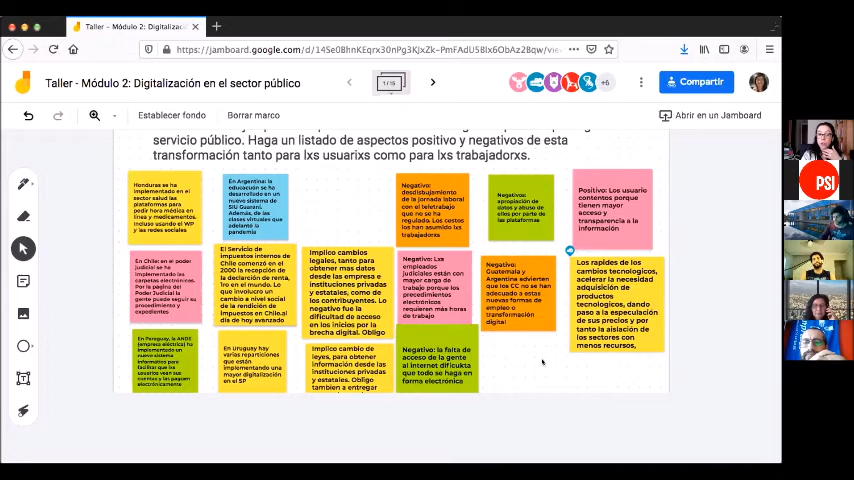 Taller – Módulo 2: Digitalizaci
https://jamboard.google.com/d/
Taller - Módulo 2: Digitalización en el sector público
1 / 15
+6
Compartir
Establecer fondo
Borrar marco
Abrir en un Jamboard
servicio público. Haga un listado de aspectos positivo y negativos de esta
transformación tanto para lxs usuarixs como para lxs trabajadorxs.
Honduras se ha
implementado en el
sector salud las
plataformas para
pedir hora médica en
linea y medicamentos.
Incluso usando el WP
y las redes sociales
En Argentina: la
educación se ha
desarrollado en un
nuevo sistema de
SIU Guaraní.
Además, de las
clases virtuales que
adelante la
pandemia
Negativo:
de la
jornada laboral
con el teletrabajo
que no se ha
regulado. Los costos
los han asumido lxs
trabajadorxs
Negativo:
apropiación de
datos y abuso de
ellos por parte de
las plataformas
Positivo: Los usuario
contentos porque
tienen mayor
acceso y
transparencia a la
información
En Chile: en el poder
judicial se ha
implementado las
carpetas electrónicas.
Por la página del
Poder Judicial la
gente puede seguir su
procedimiento y
expedientes
El Servicio de
impuestos internos de
Chile comenzó en el
2000 la recepción de
la declaración de renta,
1ro en el mundo. Lo
que involucro un
cambio a nivel social
de la rendición de
impuestos en Chile.al
día de hoy avanzado
Implico cambios
legales, tanto para
obtener mas datos
desde las empresa e
instituciones privadas
y estatales, como de
los contribuyentes. Lo
negativo fue la
dificultad de acceso
en los inicios por la
brecha digital. Obligo
Negativo: Lxs
empleados
judiciales están con
mayor carga de
trabajo porque los
precedimientos
electrónicos
requieren más horas
de trabajo
Negativo:
Guatemala y
Argentina advierten
que los CC no se han
adecuado a estas
nuevas formas de
empleo o
transformación
digital
Los rapides de los
cambios tecnologicos,
acelerar la necesidad
adquisición de
productos
tecnologicos, dando
paso a la especulación
de sus precios y por
tanto la aislación
de los sectores con
menos recursos,
En Paraguay, la ANDE
(empresa eléctrica) ha
implementado un
nuevo sistema
informático para
facilitar que lxs
usuarixs vean sus
cuentas y las paguen
electrónicamente
En Uruguay hay varias
reparticiones que
están
implementando una
mayor digitalización
en el SP
Implico cambio de
leyes, para obtener
información desde las
instituciones privadas
y estatales. Obligo
tambien a entregar
Negativo: la falta de
acceso de la gente
al internet dificukta
que todo se haga en
forma electrónica
PSI